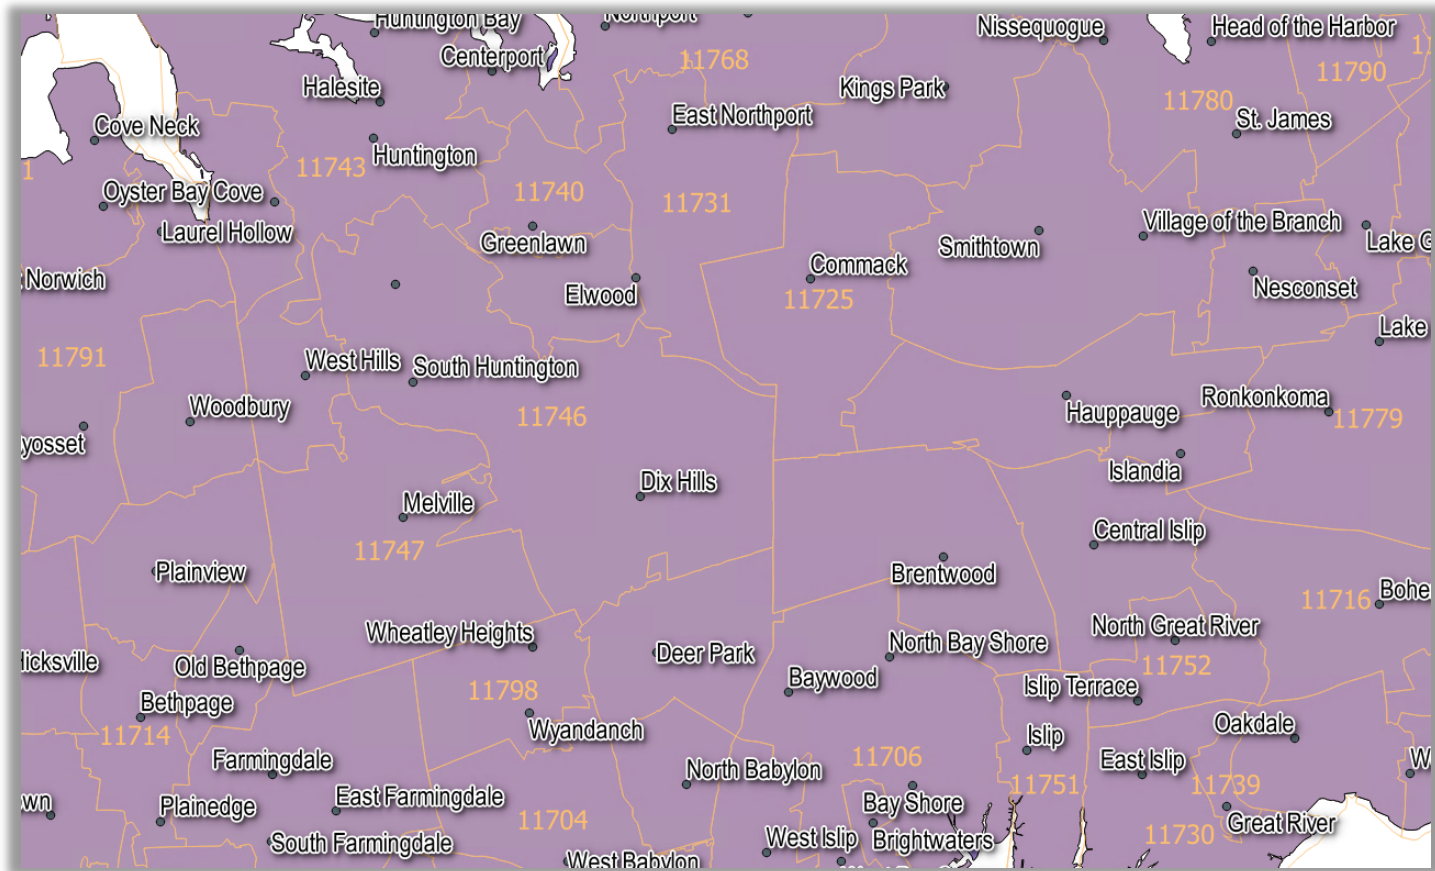 Huntington Bay
Northport
Nissequogue
Head of the Harbor
Centerport
11768
11790
Halesite
Kings Park
11780
East Northport
St. James
Cove Neck
Huntington
11743
11740
11731
Oyster Bay Cove
Laurel Hollow
Greenlawn
Village of the Branch
Smithtown
Lake G
Norwich
Commack
Elwood
11725
Nesconset
Lake
11791
West Hills
South Huntington
Woodbury
11746
Hauppauge
Ronkonkoma
11779
yosset
Islandia
Dix Hills
Melville
Central Islip
11747
Plainview
Brentwood
11716
Bohe
Wheatley Heights
North Great River
North Bay Shore
Deer Park
11752
icksville
Old Bethpage
Baywood
Islip Terrace
11798
Bethpage
Wyandanch
Oakdale
11714
Islip
Farmingdale
11706
East Islip
North Babylon
11751
11739
wn
Plainedge
East Farmingdale
Bay Shore
11704
Great River
11730
South Farmingdale
West Islip
Brightwaters
West Babylon